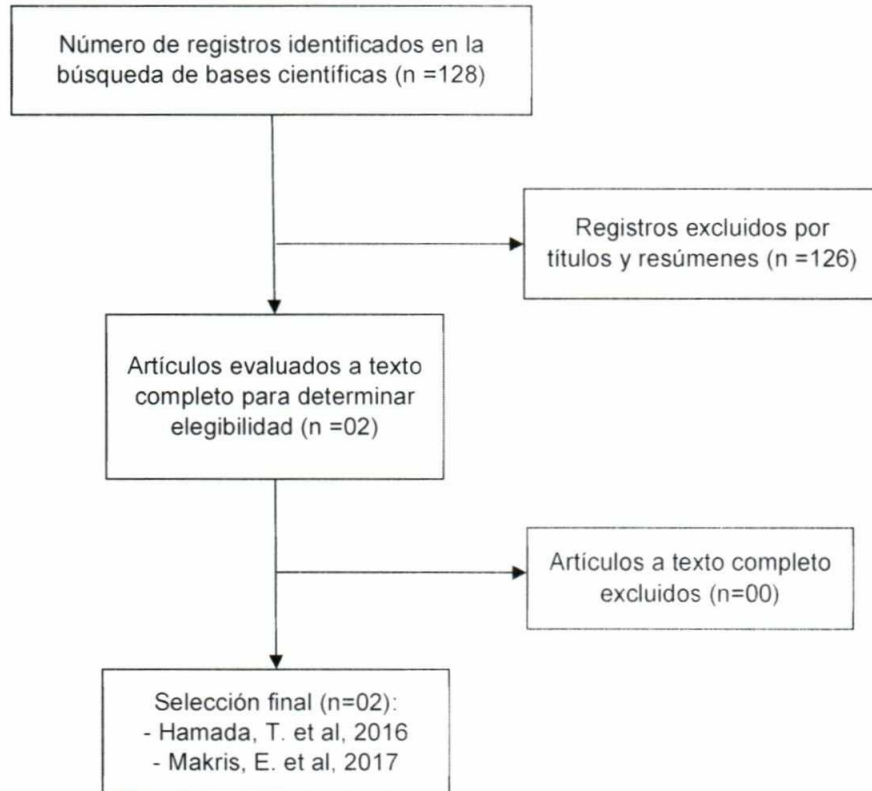 Número de registros identificados en la
búsqueda de bases científicas (n =128)
Registros excluidos por
títulos y resúmenes (n =126)
Artículos evaluados a texto
completo para determinar
elegibilidad (n =02)
Artículos a texto completo
excluidos (n=00)
Selección final (n=02):
- Hamada, T. et al, 2016
- Makris, E. et al, 2017